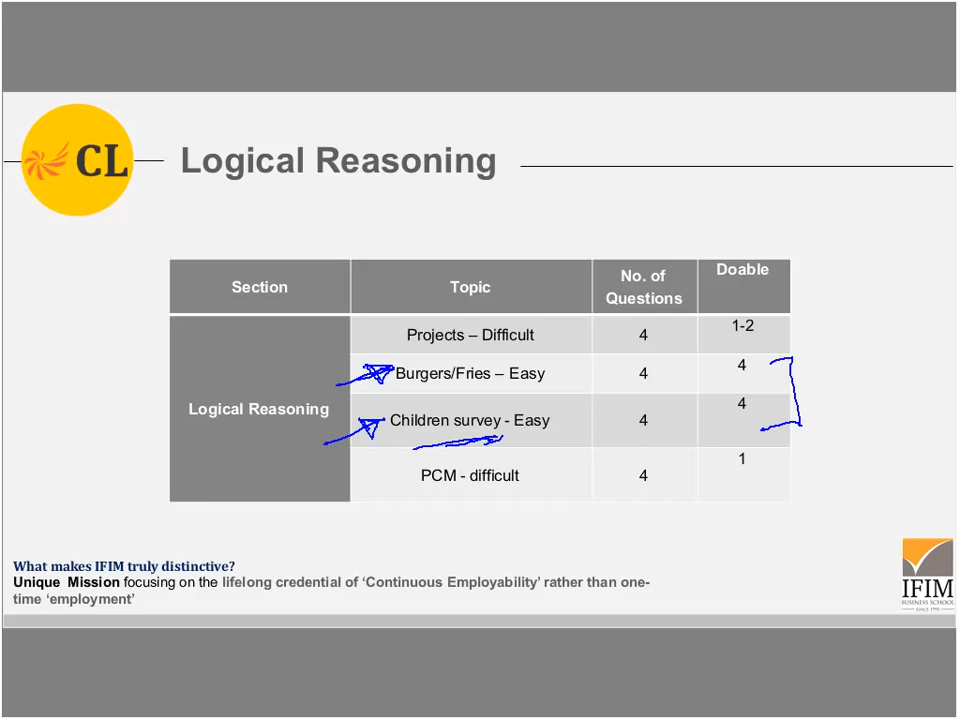 CL
Logical Reasoning
Section Topic No. of Questions Doable
Logical Reasoning
Projects – Difficult 4 1-2
Burgers/Fries – Easy 4 4
Children survey - Easy 4 4
PCM - difficult 4 1
What makes IFIM truly distinctive?
Unique Mission focusing on the lifelong credential of ‘Continuous Employability’ rather than one-
time ‘employment’
IFIM
BUSINESS SCHOOL
SINCE 1995